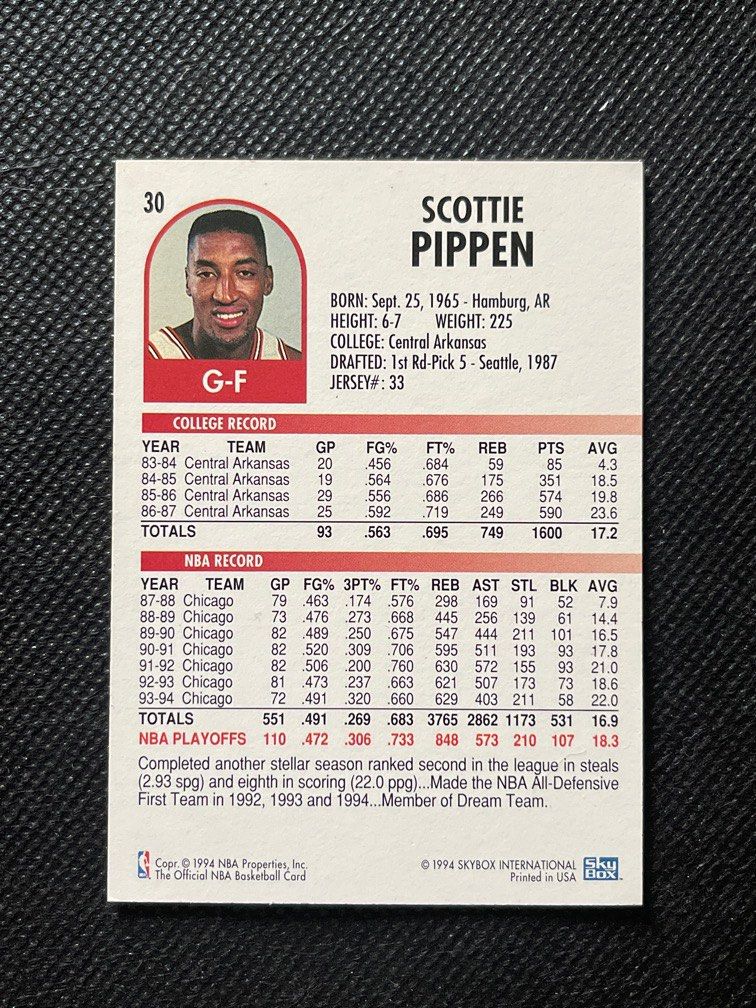 30
SCOTTIE
PIPPEN
BORN: Sept. 25, 1965 - Hamburg, AR
HEIGHT: 6-7 WEIGHT: 225
COLLEGE: Central Arkansas
DRAFTED: 1st Rd-Pick 5 - Seattle, 1987
JERSEY#: 33
G-F
COLLEGE RECORD
YEAR TEAM GP FG% FT% REB PTS AVG
83-84 Central Arkansas 20 .456 .684 59 85 4.3
84-85 Central Arkansas 19 .564 .676 175 351 18.5
85-86 Central Arkansas 29 .556 .686 266 574 19.8
86-87 Central Arkansas 25 .592 .719 249 590 23.6
TOTALS 93 .563 .695 749 1600 17.2
NBA RECORD
YEAR TEAM GP FG% 3PT% FT% REB AST STL BLK AVG
87-88 Chicago 79 .463 .174 .576 298 169 91 52 7.9
88-89 Chicago 73 .476 .273 .668 445 256 139 61 14.4
89-90 Chicago 82 .489 .250 .675 547 444 211 101 16.5
90-91 Chicago 82 .520 .309 .706 595 511 193 93 17.8
91-92 Chicago 82 .506 .200 .760 630 572 155 93 21.0
92-93 Chicago 81 .473 .237 .663 621 507 173 73 18.6
93-94 Chicago 72 .491 .320 .660 629 403 211 58 22.0
TOTALS 551 .491 .269 .683 3765 2862 1173 531 16.9
NBA PLAYOFFS 110 .472 .306 .733 848 573 210 107 18.3
Completed another stellar season ranked second in the league in steals
(2.93 spg) and eighth in scoring (22.0 ppg)...Made the NBA All-Defensive
First Team in 1992, 1993 and 1994...Member of Dream Team.
Copr. © 1994 NBA Properties, Inc.
The Official NBA Basketball Card
© 1994 SKYBOX INTERNATIONAL
Printed in USA
SkyBox™